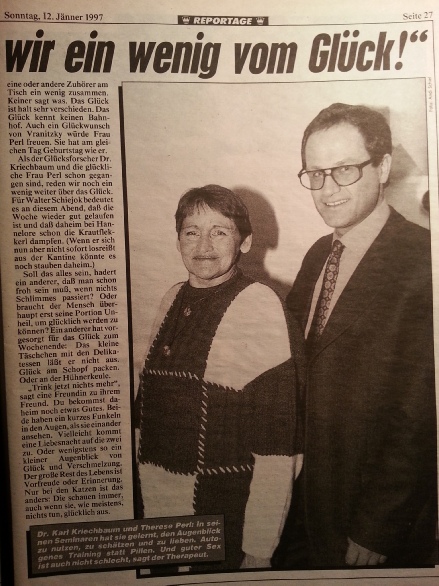 Sonntag, 12. Jänner 1997
REPORTAGE
Seite 27
wir ein wenig vom Glück!“
eine oder andere Zuhörer am
Tisch ein wenig zusammen.
Keiner sagt was. Das Glück
ist halt sehr verschieden. Das
Glück kennt keinen Bahn-
hof. Auch ein Glückwunsch
von Vranitzky würde Frau
Perl freuen. Sie hat am glei-
chen Tag Geburtstag wie er.
Als der Glücksforscher Dr.
Kriechbaum und die glückli-
che Frau Perl schon gegan-
gen sind, reden wir noch ein
wenig weiter über das Glück.
Für Walter Schiejok bedeutet
es an diesem Abend, daß die
Woche wieder gut gelaufen
ist und daß daheim bei Han-
nelore schon die Krautflek-
kerl dampfen. (Wenn er sich
nun aber nicht sofort losreißt
aus der Kantine könnte es
noch stauben daheim.)
Soll das alles sein, hadert
ein anderer, daß man schon
froh sein muß, wenn nichts
Schlimmes passiert? Oder
braucht der Mensch über-
haupt erst seine Portion Un-
heil, um glücklich werden zu
können? Ein anderer hat vor-
gesorgt für das Glück zum
Wochenende: Das kleine
Täschchen mit den Delika-
tessen läßt er nicht aus.
Glück am Schopf packen.
Oder an der Hühnerkeule.
„Trink jetzt nichts mehr“,
sagt eine Freundin zu ihrem
Freund. Du bekommst da-
heim noch etwas Gutes. Bei-
de haben ein kurzes Funkeln
in den Augen, als sie einander
ansehen. Vielleicht kommt
eine Liebesnacht auf die zwei
zu. Oder wenigstens so ein
kleiner Augenblick von
Glück und Verschmelzung.
Der große Rest des Lebens ist
Vorfreude oder Erinnerung.
Nur bei den Katzen ist das
anders: Die schauen immer,
auch wenn sie, wie meistens,
nichts tun, glücklich aus.
Dr. Karl Kriechbaum und Therese Perl: In sei-
nen Seminaren hat sie gelernt, den Augenblick
zu nutzen, zu schätzen und zu lieben. Auto-
genes Training statt Pillen. Und guter Sex
ist auch nicht schlecht, sagt der Therapeut.